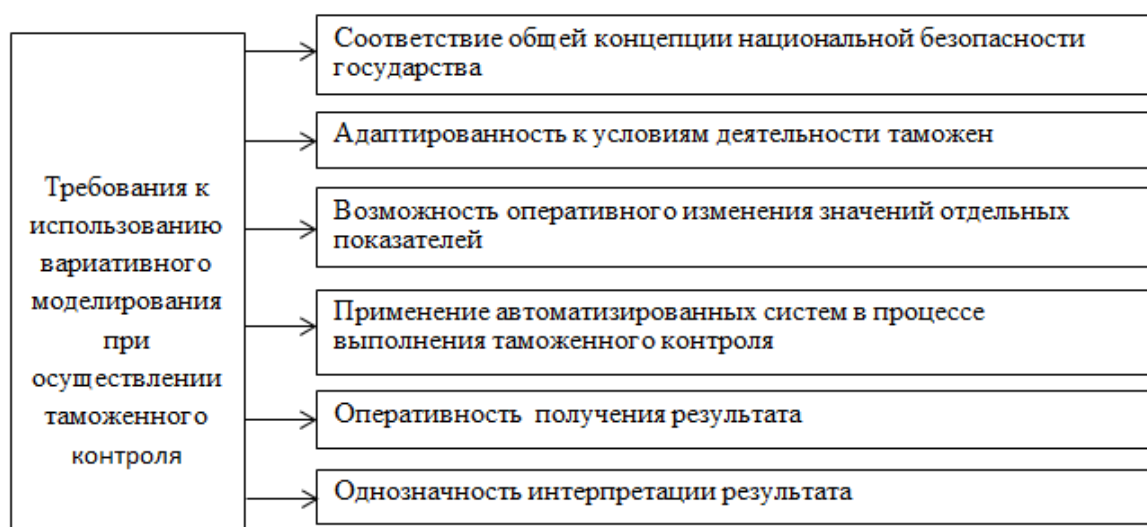 Требования к
использованию
вариативного
моделирования
при
осуществлении
таможенного
контроля
Соответствие общей концепции национальной безопасности
государства
Адаптированность к условиям деятельности таможен
Возможность оперативного изменения значений отдельных
показателей
Применение автоматизированных систем в процессе
выполнения таможенного контроля
Оперативность получения результата
Однозначность интерпретации результата